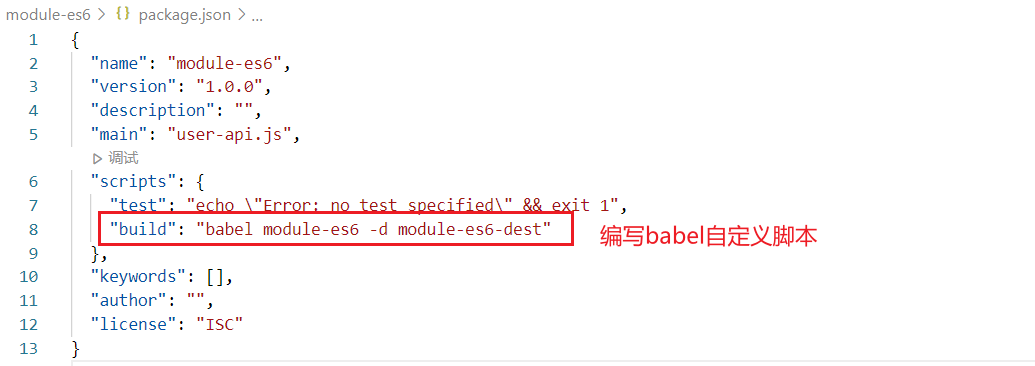 module-es6 > {} package.json > ...
1 {
2 "name": "module-es6",
3 "version": "1.0.0",
4 "description": "",
5 "main": "user-api.js",
▷ 调试
6 "scripts": {
7 "test": "echo \"Error: no test specified\" && exit 1",
8 "build": "babel module-es6 -d module-es6-dest" 编写babel自定义脚本
9 },
10 "keywords": [],
11 "author": "",
12 "license": "ISC"
13 }